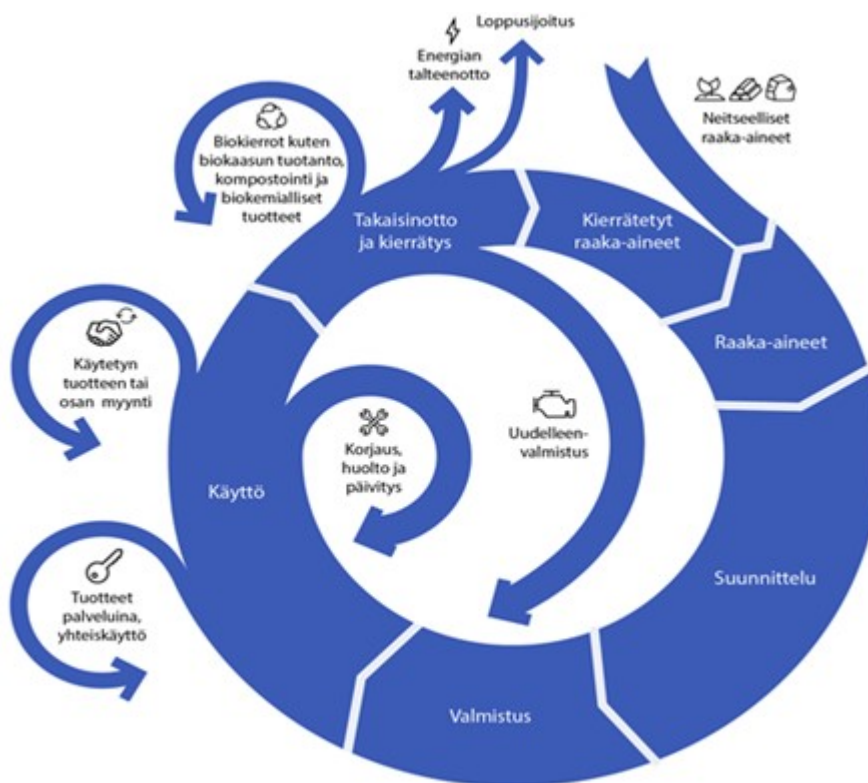 Loppusijoitus
Energian
talteenotto
Neitseelliset
raaka-aineet
Biokierrot kuten
biokaasun tuotanto,
kompostointi ja
biokemialliset
tuotteet
Takaisinotto
ja kierrätys
Kierrätetyt
raaka-aineet
Raaka-aineet
Käytetyn
tuotteen tai
osan myynti
Korjaus,
huolto ja
päivitys
Uudelleen-
valmistus
Käyttö
Suunnittelu
Tuotteet
palveluina,
yhteiskäyttö
Valmistus